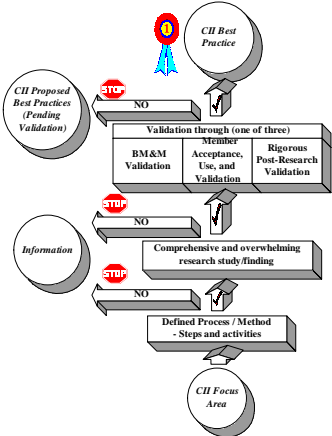 1
CII Best
Practice
CII Proposed
Best Practices
(Pending
Validation)
STOP
NO
Validation through (one of three)
BM&M
Validation
Member
Acceptance,
Use, and
Validation
Rigorous
Post-Research
Validation
STOP
NO
Information
Comprehensive and overwhelming
research study/finding
STOP
NO
Defined Process / Method
- Steps and activities
CII Focus
Area